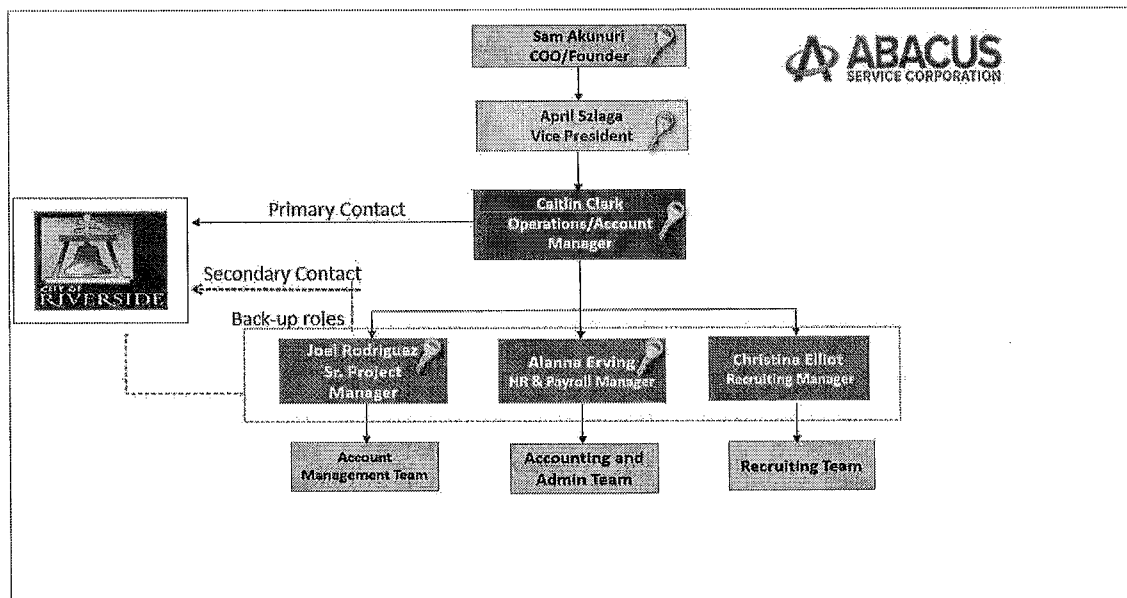 Sam Akunuri
COO/Founder
ABACUS
SERVICE CORPORATION
April Szlaga
Vice President
Caitlin Clark
Operations/Account
Manager
Primary Contact
Secondary Contact
CITY OF
RIVERSIDE
Back-up roles
Joel Rodriguez
Sr. Project
Manager
Alanna Erving
HR & Payroll Manager
Christina Elliot
Recruiting Manager
Account
Management Team
Accounting and
Admin Team
Recruiting Team